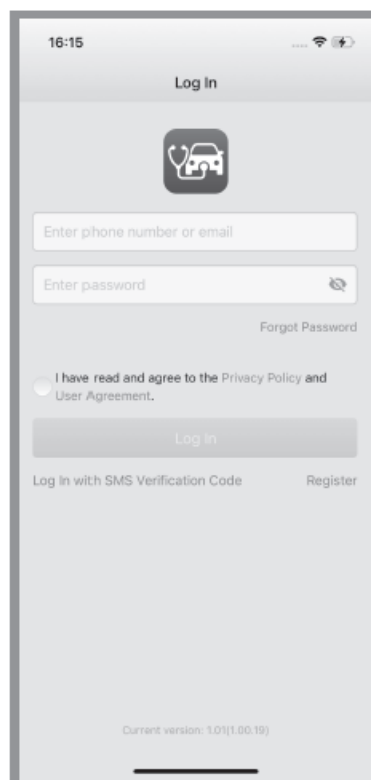 16:15
Log In
Enter phone number or email
Enter password
Forgot Password
I have read and agree to the Privacy Policy and
User Agreement.
Log In
Log In with SMS Verification Code Register
Current version: 1.01(1.00.19)